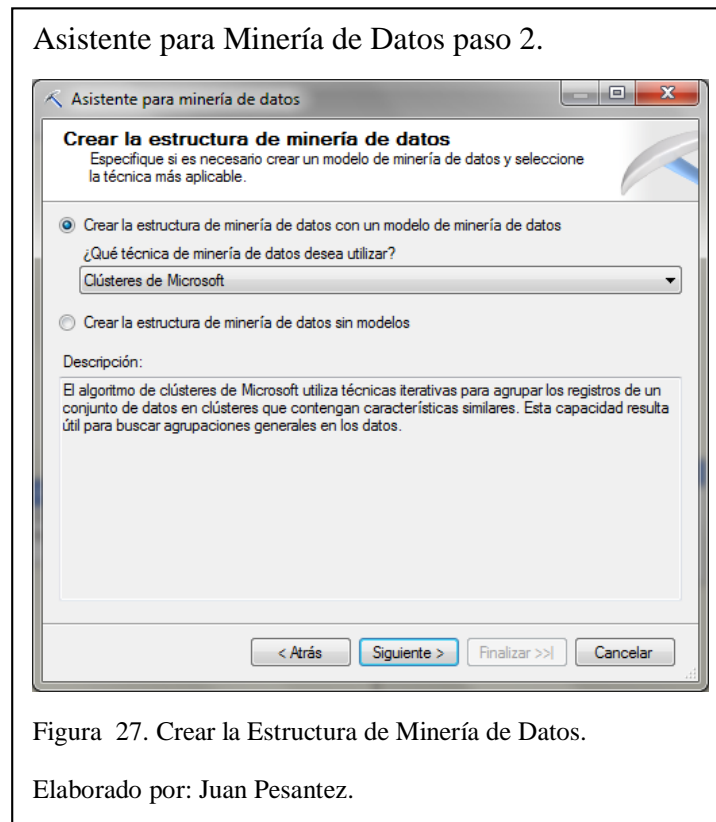 Asistente para Minería de Datos paso 2.
Asistente para minería de datos
Crear la estructura de minería de datos
Especifique si es necesario crear un modelo de minería de datos y seleccione
la técnica más aplicable.
Crear la estructura de minería de datos con un modelo de minería de datos
¿Qué técnica de minería de datos desea utilizar?
Clústeres de Microsoft
Crear la estructura de minería de datos sin modelos
Descripción:
El algoritmo de clústeres de Microsoft utiliza técnicas iterativas para agrupar los registros de un
conjunto de datos en clústeres que contengan características similares. Esta capacidad resulta
útil para buscar agrupaciones generales en los datos.
< Atrás Siguiente > Finalizar >>| Cancelar
Figura 27. Crear la Estructura de Minería de Datos.
Elaborado por: Juan Pesantez.